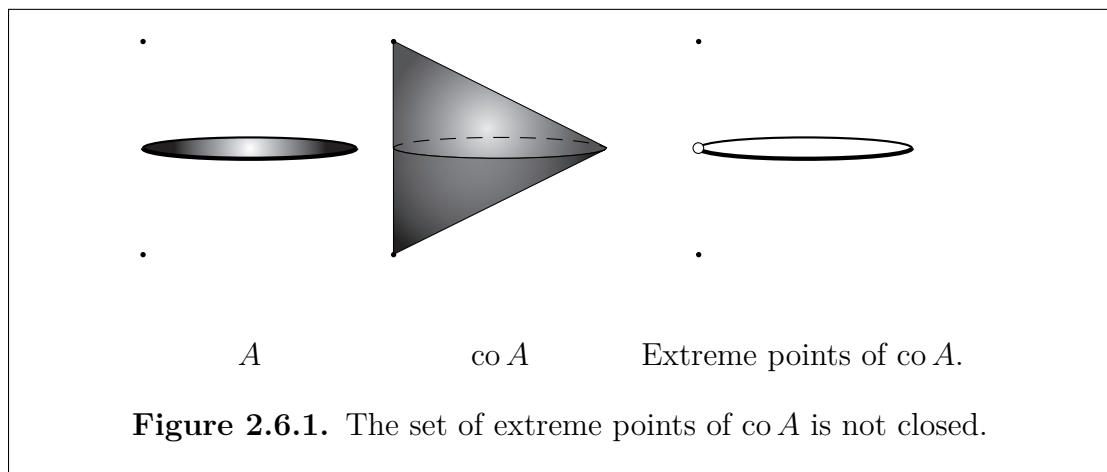 A co A Extreme points of co A.
Figure 2.6.1. The set of extreme points of co A is not closed.